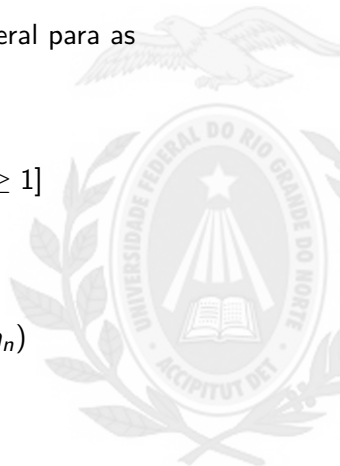 eral para as
≥ 1]
n)
UNIVERSIDADE FEDERAL DO RIO GRANDE DO NORTE
ACCIPITUT DET